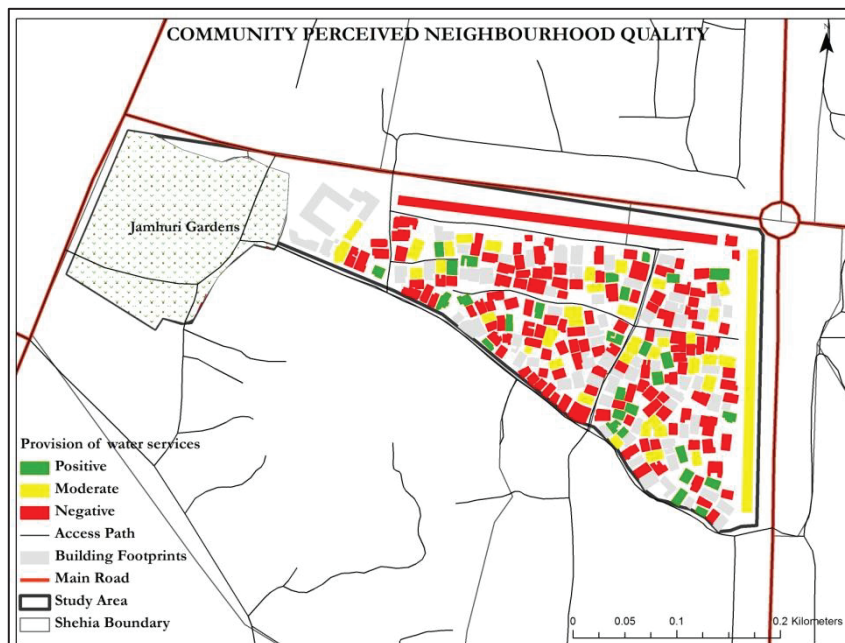 COMMUNITY PERCEIVED NEIGHBOURHOOD QUALITY
N
Jamhuri Gardens
Provision of water services
Positive
Moderate
Negative
Access Path
Building Footprints
Main Road
Study Area
Shehia Boundary
0 0.05 0.1 0.2 Kilometers